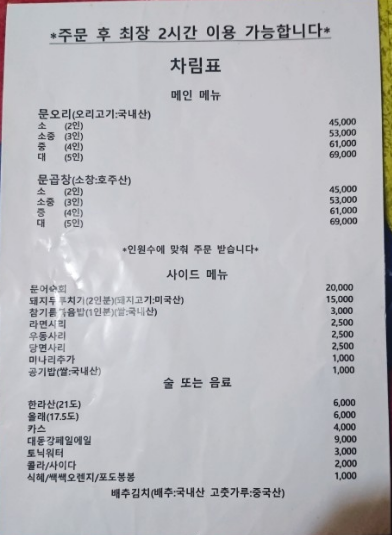 *주문 후 최장 2시간 이용 가능합니다*
차림표
메인 메뉴
문오리(오리고기:국내산)
소 (2인) 45,000
소중 (3인) 53,000
중 (4인) 61,000
대 (5인) 69,000
문곱창(소창:호주산)
소 (2인) 45,000
소중 (3인) 53,000
중 (4인) 61,000
대 (5인) 69,000
*인원수에 맞춰 주문 받습니다*
사이드 메뉴
문어숙회 20,000
돼지두루치기(2인분)(돼지고기:미국산) 15,000
참기름볶음밥(1인분)(쌀:국내산) 3,000
라면사리 2,500
우동사리 2,500
당면사리 2,500
미나리추가 1,000
공기밥(쌀:국내산) 1,000
술 또는 음료
한라산(21도) 6,000
올래(17.5도) 6,000
카스 4,000
대돋강페일에일 9,000
토닉워터 3,000
콜라/사이다 2,000
식혜/쌕쌕오렌지/포도봉봉 1,000
배추김치(배추:국내산 고춧가루:중국산)